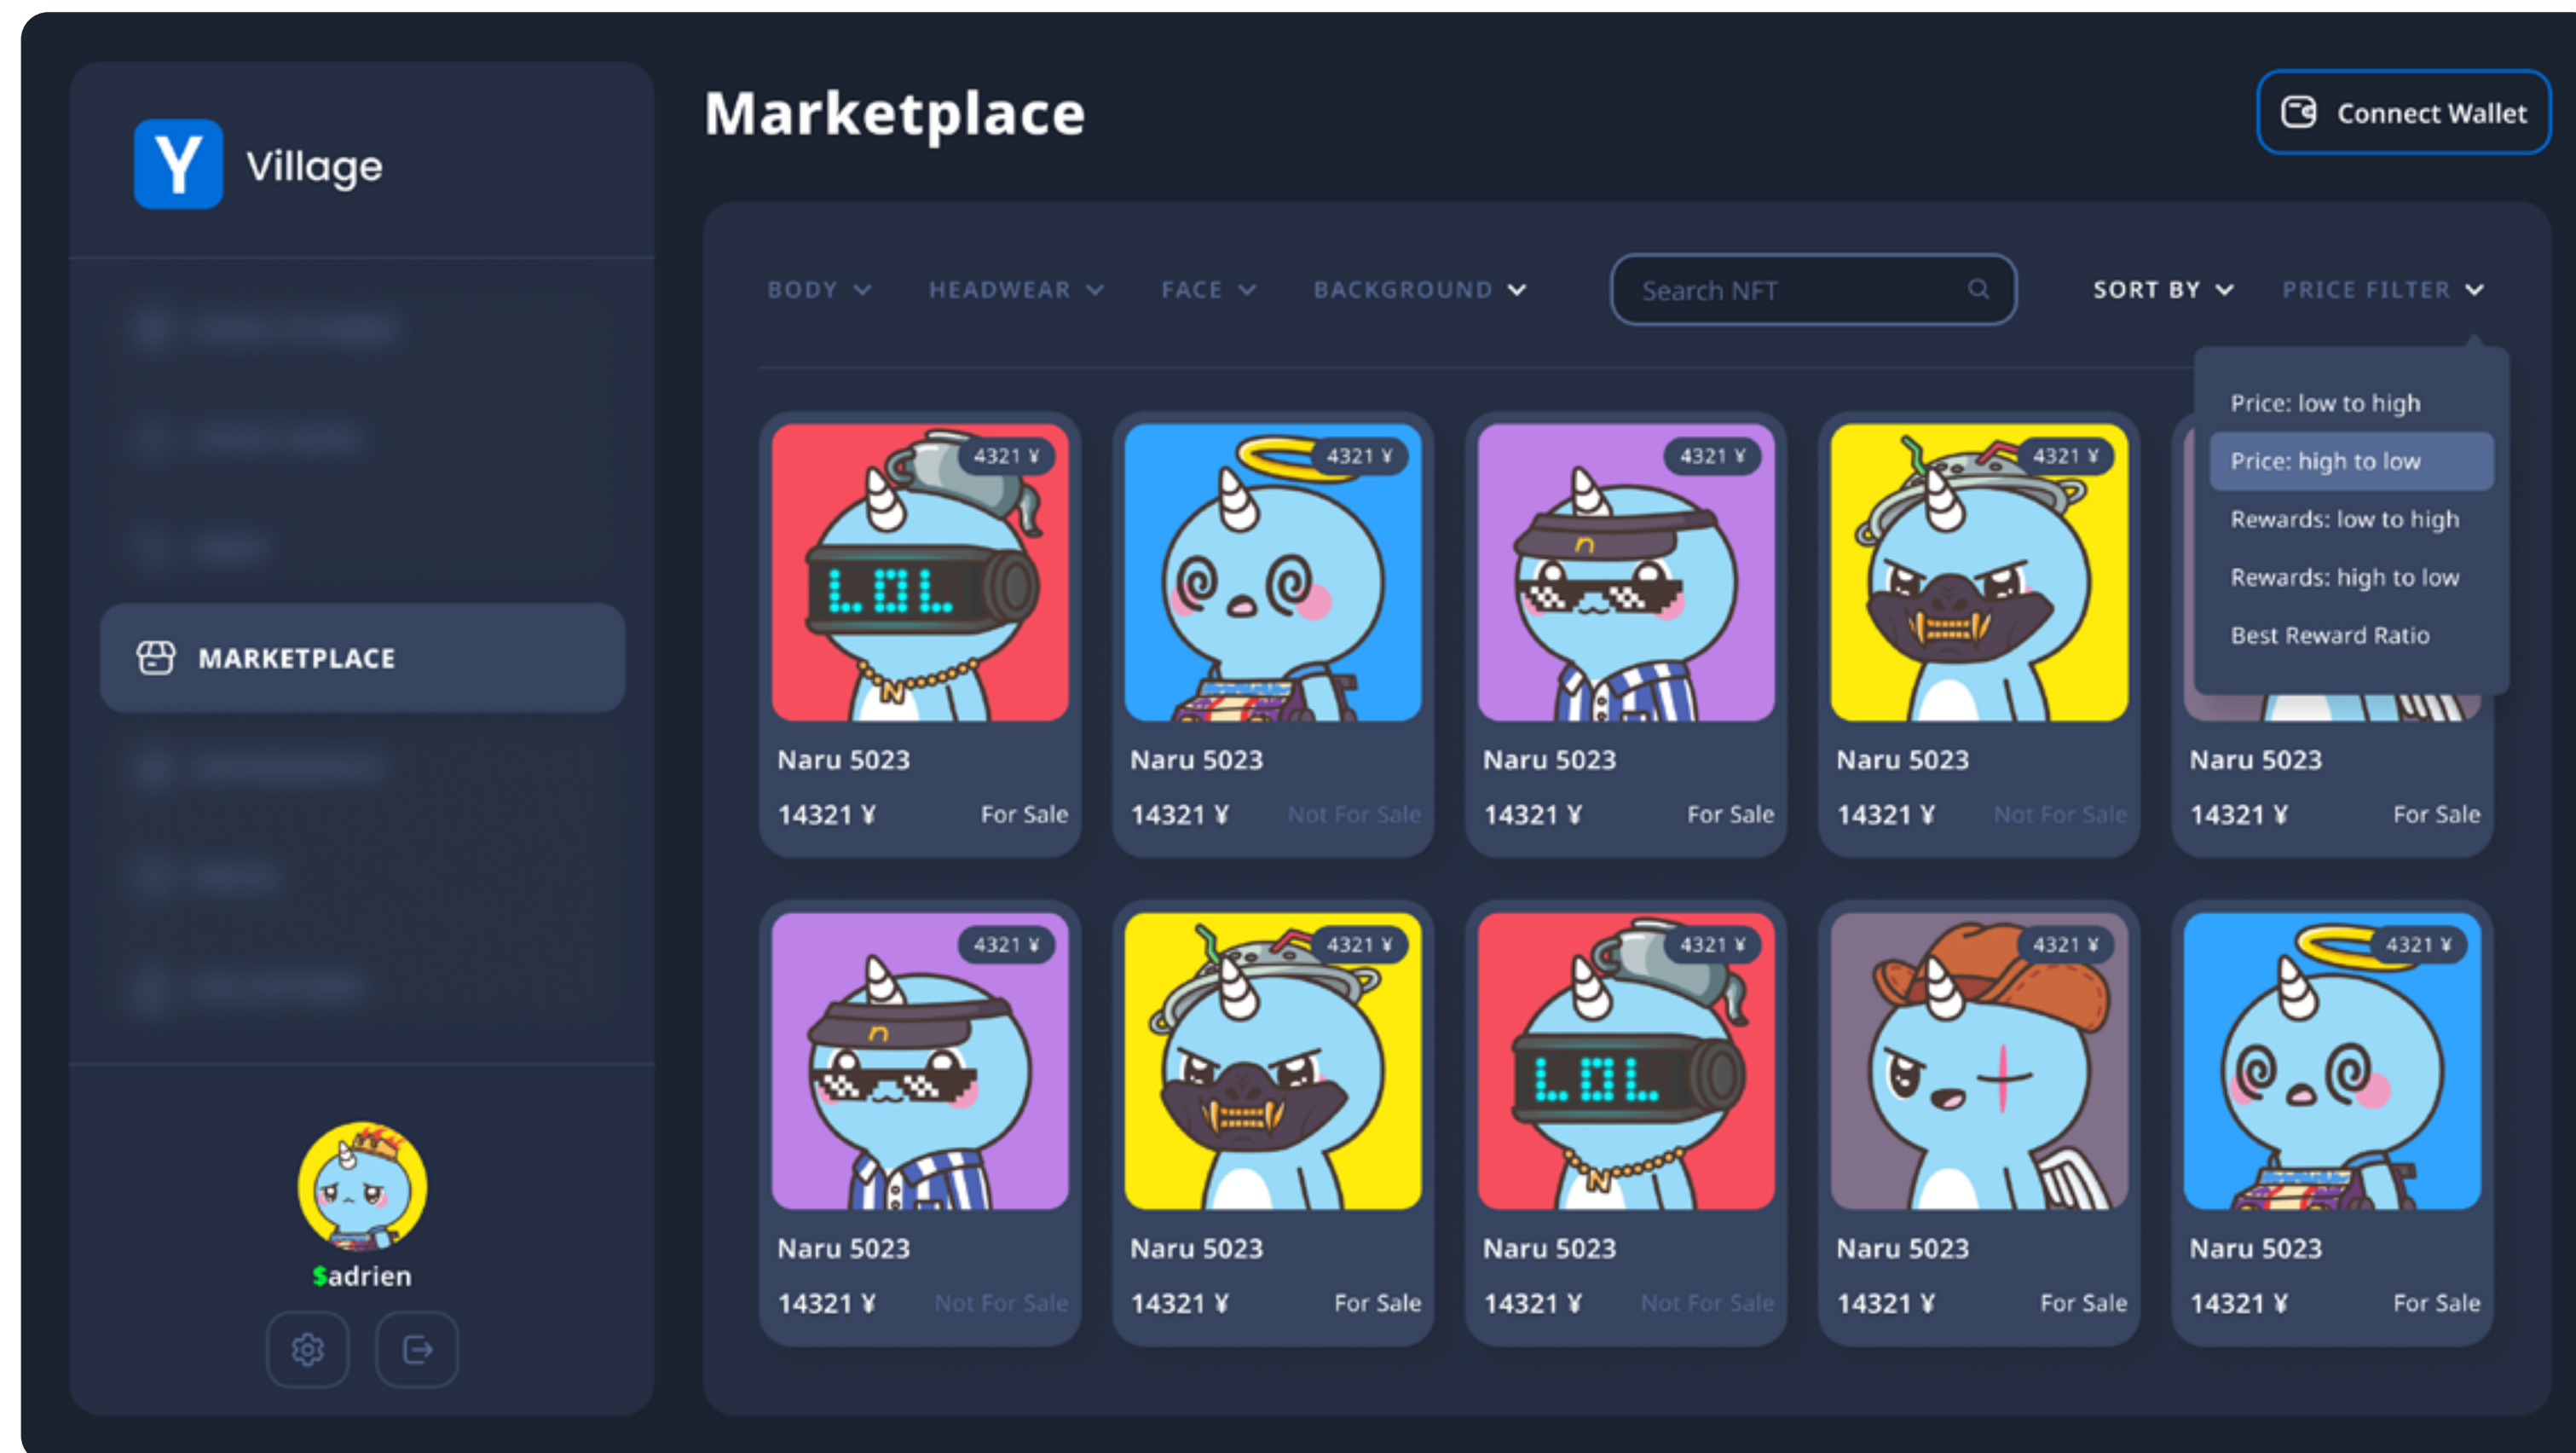 Y Village
MARKETPLACE
$adrien
Marketplace
Connect Wallet
BODY HEADWEAR FACE BACKGROUND Search NFT SORT BY PRICE FILTER
Price: low to high
Price: high to low
Rewards: low to high
Rewards: high to low
Best Reward Ratio
4321 ¥
LOL
N
Naru 5023
14321 ¥ For Sale
4321 ¥
Naru 5023
14321 ¥ Not For Sale
4321 ¥
n
Naru 5023
14321 ¥ For Sale
4321 ¥
Naru 5023
14321 ¥ Not For Sale
Naru 5023
14321 ¥ For Sale
4321 ¥
n
Naru 5023
14321 ¥ Not For Sale
4321 ¥
Naru 5023
14321 ¥ For Sale
4321 ¥
LOL
N
Naru 5023
14321 ¥ Not For Sale
4321 ¥
Naru 5023
14321 ¥ For Sale
4321 ¥
Naru 5023
14321 ¥ For Sale